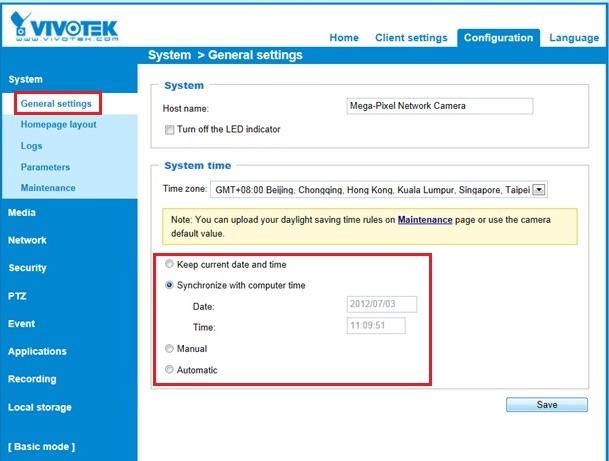 VIVOTEK
WWW.VIVOTEK.COM
Home Client settings Configuration Language
System > General settings
System
General settings
Homepage layout
Logs
Parameters
Maintenance
Media
Network
Security
PTZ
Event
Applications
Recording
Local storage
[ Basic mode ]
System
Host name: Mega-Pixel Network Camera
Turn off the LED indicator
System time
Time zone: GMT+08:00 Beijing, Chongqing, Hong Kong, Kuala Lumpur, Singapore, Taipei
Note: You can upload your daylight saving time rules on Maintenance page or use the camera
default value.
Keep current date and time
Synchronize with computer time
Date: 2012/07/03
Time: 11:09:51
Manual
Automatic
Save